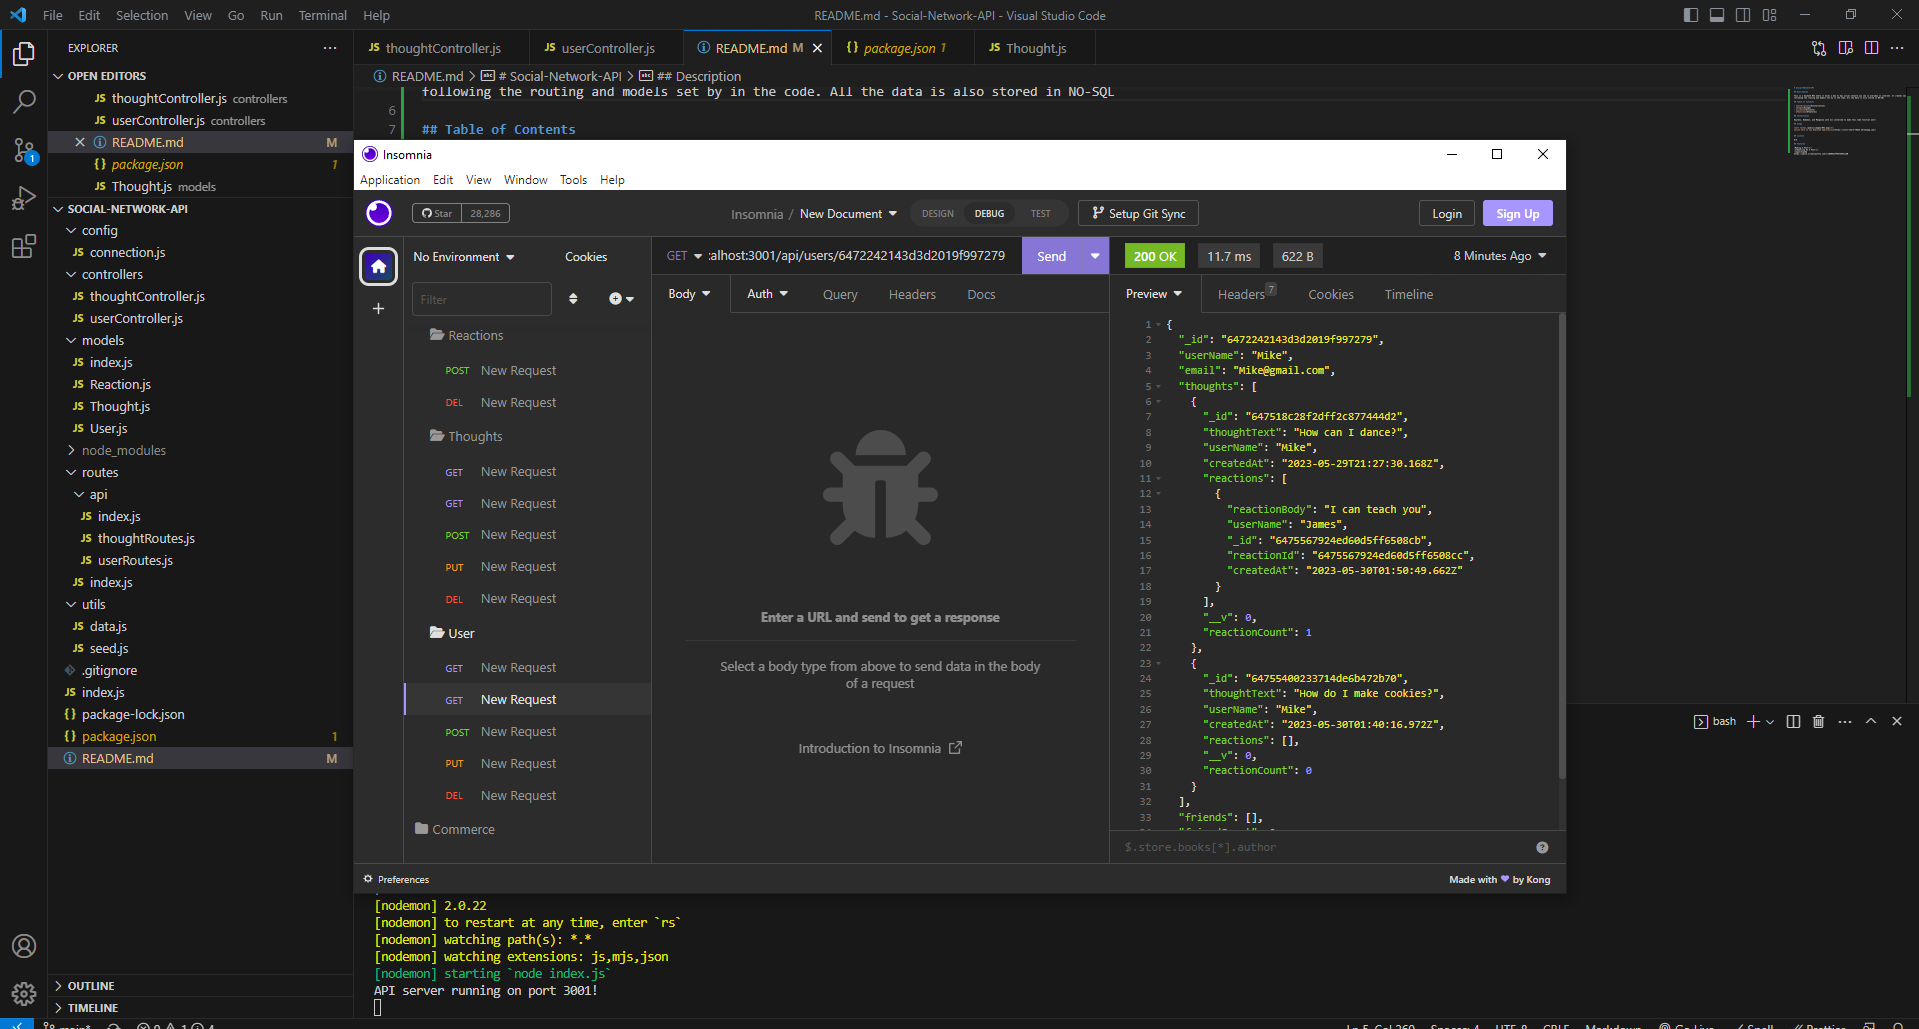 File Edit Selection View Go Run Terminal Help
README.md - Social-Network-API - Visual Studio Code
EXPLORER
OPEN EDITORS
JS thoughtController.js controllers
JS userController.js controllers
README.md M
{} package.json 1
JS Thought.js models
SOCIAL-NETWORK-API
config
JS connection.js
controllers
JS thoughtController.js
JS userController.js
models
JS index.js
JS Reaction.js
JS Thought.js
JS User.js
node_modules
routes
api
JS index.js
JS thoughtRoutes.js
JS userRoutes.js
JS index.js
utils
JS data.js
JS seed.js
.gitignore
JS index.js
{} package-lock.json
{} package.json 1
README.md M
OUTLINE
TIMELINE
1
JS thoughtController.js
JS userController.js
README.md M
{} package.json 1
JS Thought.js
README.md > # Social-Network-API > ## Description
following the routing and models set by in the code. All the data is also stored in NO-SQL
6
7 ## Table of Contents
Insomnia
Application Edit View Window Tools Help
Star 28,286
Insomnia / New Document
DESIGN DEBUG TEST
Setup Git Sync
Login
Sign Up
No Environment
Cookies
Filter
Reactions
POST New Request
DEL New Request
Thoughts
GET New Request
GET New Request
POST New Request
PUT New Request
DEL New Request
User
GET New Request
GET New Request
POST New Request
PUT New Request
DEL New Request
Commerce
GET :alhost:3001/api/users/6472242143d3d2019f997279 Send
Body Auth Query Headers Docs
Enter a URL and send to get a response
Select a body type from above to send data in the body
of a request
Introduction to Insomnia
200 OK 11.7 ms 622 B 8 Minutes Ago
Preview Headers 7 Cookies Timeline
1 {
2 "_id": "6472242143d3d2019f997279",
3 "userName": "Mike",
4 "email": "Mike@gmail.com",
5 "thoughts": [
6 {
7 "_id": "647518c28f2dff2c877444d2",
8 "thoughtText": "How can I dance?",
9 "userName": "Mike",
10 "createdAt": "2023-05-29T21:27:30.168Z",
11 "reactions": [
12 {
13 "reactionBody": "I can teach you",
14 "userName": "James",
15 "_id": "6475567924ed60d5ff6508cb",
16 "reactionId": "6475567924ed60d5ff6508cc",
17 "createdAt": "2023-05-30T01:50:49.662Z"
18 }
19 ],
20 "__v": 0,
21 "reactionCount": 1
22 },
23 {
24 "_id": "64755400233714de6b472b70",
25 "thoughtText": "How do I make cookies?",
26 "userName": "Mike",
27 "createdAt": "2023-05-30T01:40:16.972Z",
28 "reactions": [],
29 "__v": 0,
30 "reactionCount": 0
31 }
32 ],
33 "friends": [],
$.store.books[*].author
Preferences
Made with by Kong
bash
[nodemon] 2.0.22
[nodemon] to restart at any time, enter `rs`
[nodemon] watching path(s): *.*
[nodemon] watching extensions: js,mjs,json
[nodemon] starting `node index.js`
API server running on port 3001!